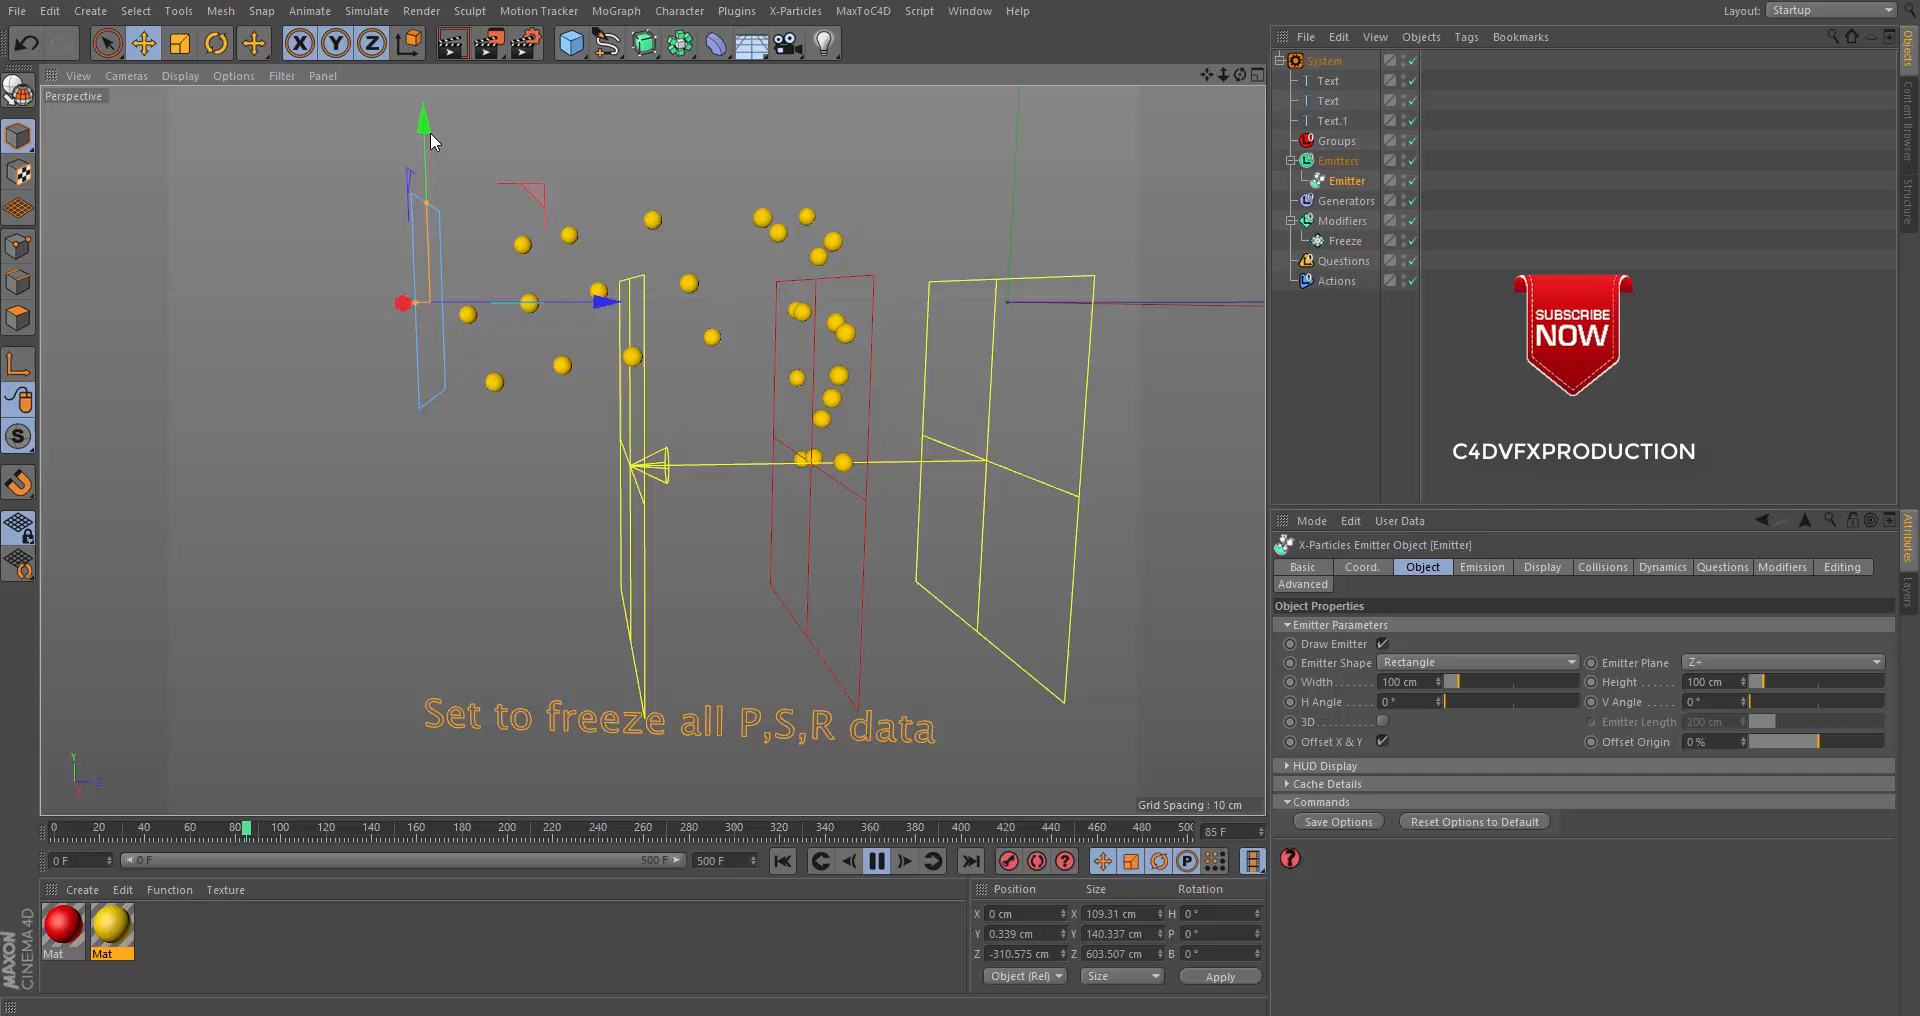 File Edit Create Select Tools Mesh Snap Animate Simulate Render Sculpt Motion Tracker MoGraph Character Plugins X-Particles MaxToC4D Script Window Help
Layout: Startup
File Edit View Objects Tags Bookmarks
View Cameras Display Options Filter Panel
Perspective
System
Text
Text
Text.1
Groups
Emitters
Emitter
Generators
Modifiers
Freeze
Questions
Actions
SUBSCRIBE
NOW
C4DVFXPRODUCTION
Objects
Content Browser
Structure
Set to freeze all P,S,R data
Y
Z
X
Grid Spacing : 10 cm
Mode Edit User Data
X-Particles Emitter Object [Emitter]
Basic Coord. Object Emission Display Collisions Dynamics Questions Modifiers Editing
Advanced
Object Properties
Emitter Parameters
Draw Emitter
Emitter Shape Rectangle Emitter Plane Z+
Width 100 cm Height 100 cm
H Angle 0 ° V Angle 0 °
3D Emitter Length 200 cm
Offset X & Y Offset Origin 0 %
HUD Display
Cache Details
Commands
Save Options Reset Options to Default
Attributes
Layers
0 20 40 60 80 100 120 140 160 180 200 220 240 260 280 300 320 340 360 380 400 420 440 460 480 500 85 F
0 F 0 F 500 F 500 F
Create Edit Function Texture
Mat Mat
Position Size Rotation
X 0 cm X 109.31 cm H 0 °
Y 0.339 cm Y 140.337 cm P 0 °
Z -310.575 cm Z 603.507 cm B 0 °
Object (Rel) Size Apply
MAXON
CINEMA 4D